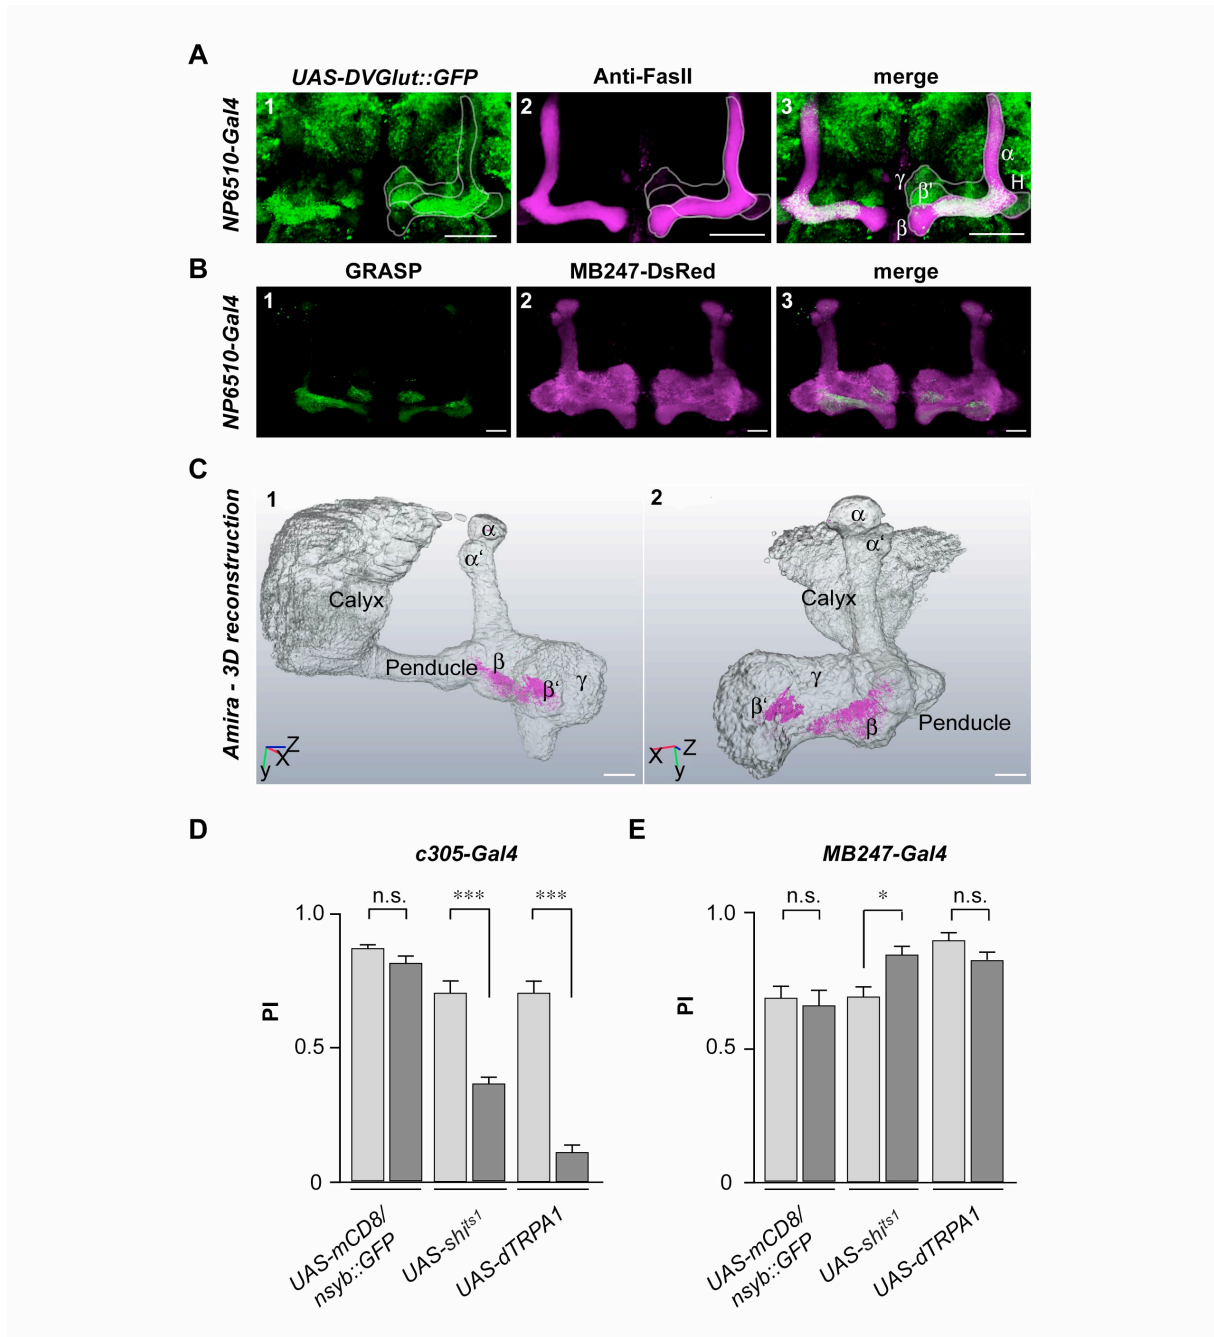 A
UAS-DVGlut::GFP Anti-FasII merge
NP6510-Gal4
1 2 3
α
γ
β'
H
β
B
GRASP MB247-DsRed merge
NP6510-Gal4
1 2 3
C
Amira - 3D reconstruction
1
α
α‘
Calyx
Penducle
β
β‘
γ
Z
X
y
2
α
α‘
Calyx
γ
β‘
β
Penducle
X
Z
y
D
c305-Gal4
n.s. *** ***
1.0
PI
0.5
0
UAS-mCD8/
nsyb::GFP
UAS-shits1
UAS-dTRPA1
E
MB247-Gal4
n.s. * n.s.
1.0
PI
0.5
0
UAS-mCD8/
nsyb::GFP
UAS-shits1
UAS-dTRPA1